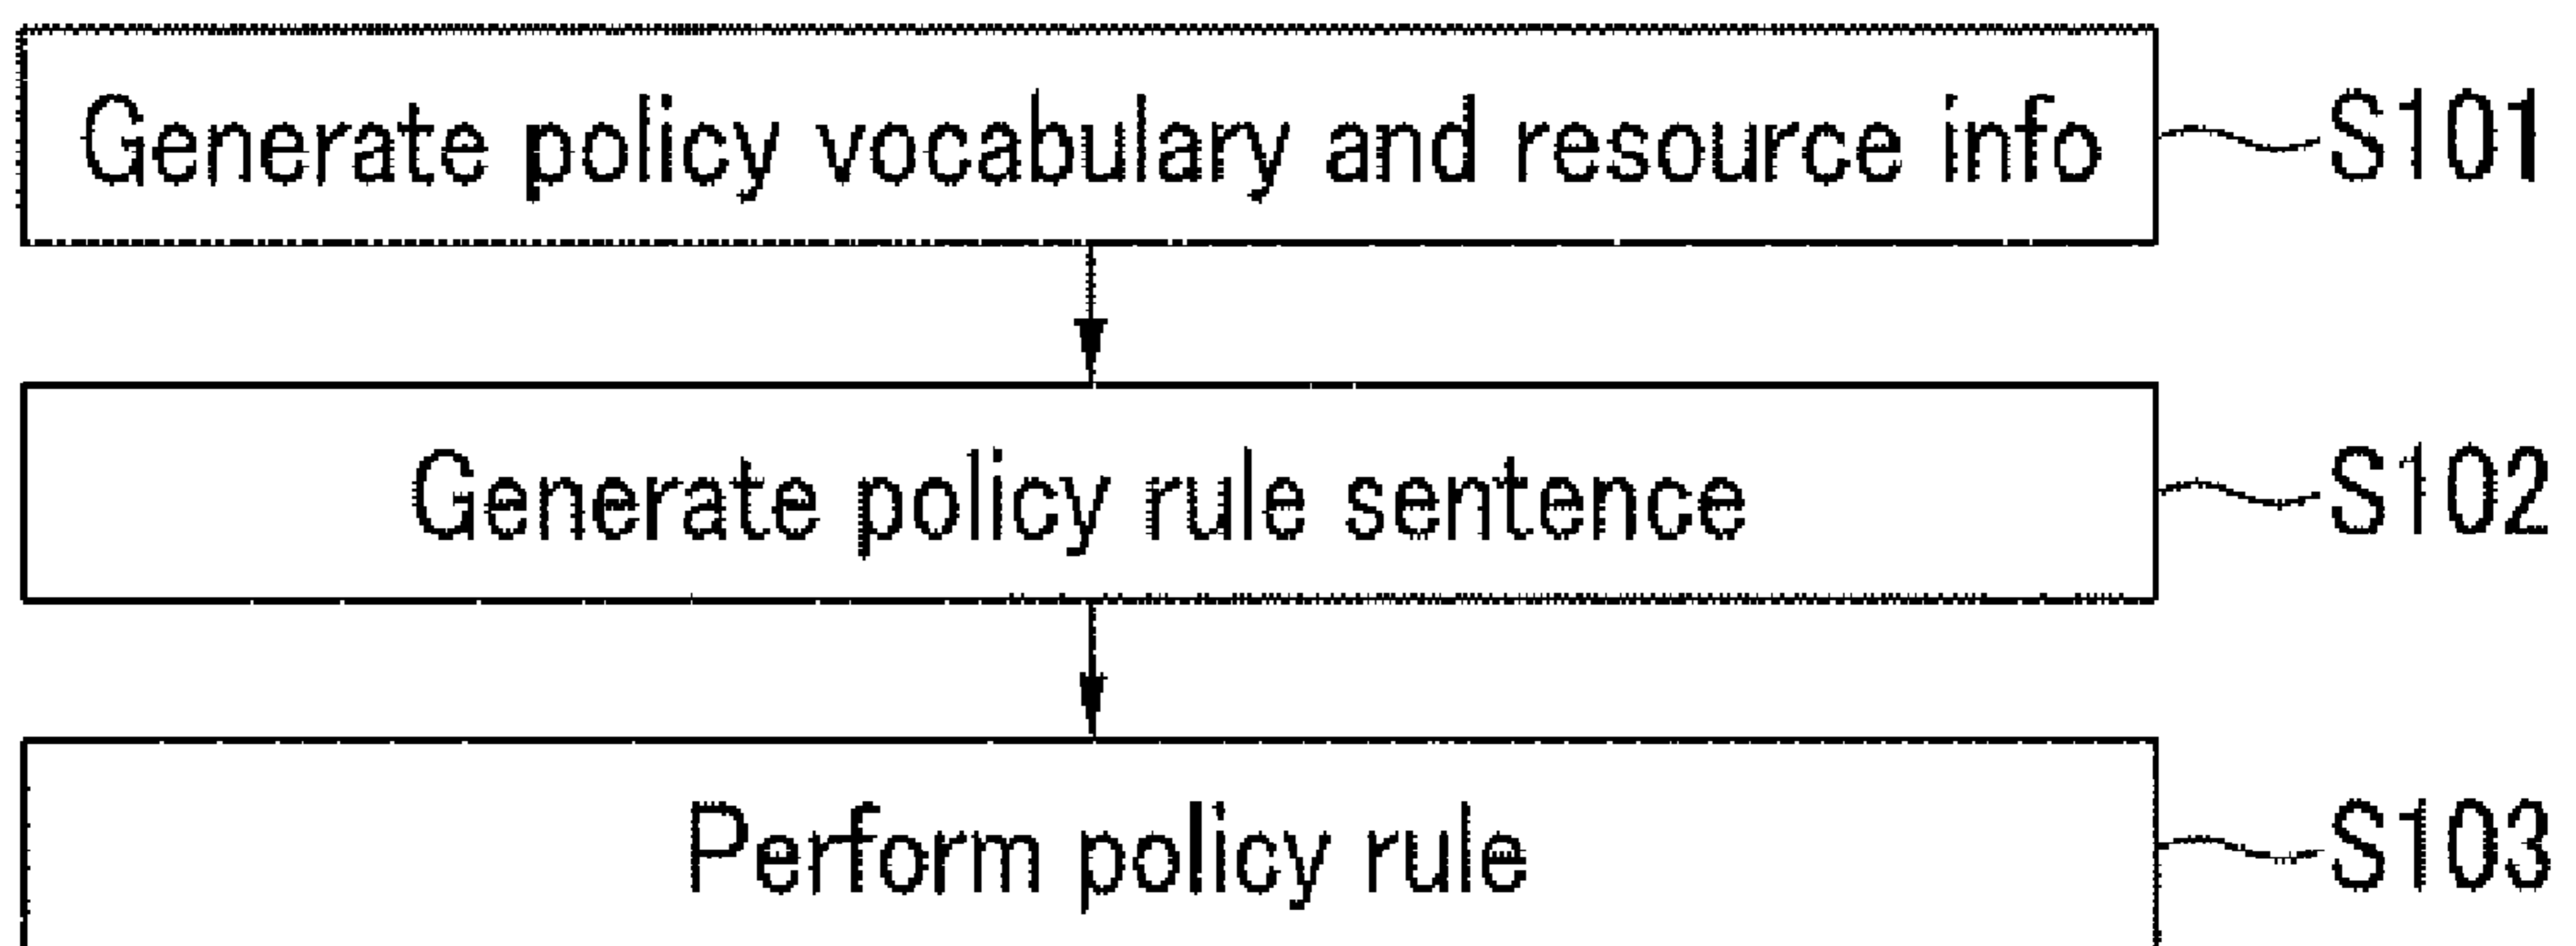 Generate policy vocabulary and resource info S101
Generate policy rule sentence S102
Perform policy rule S103